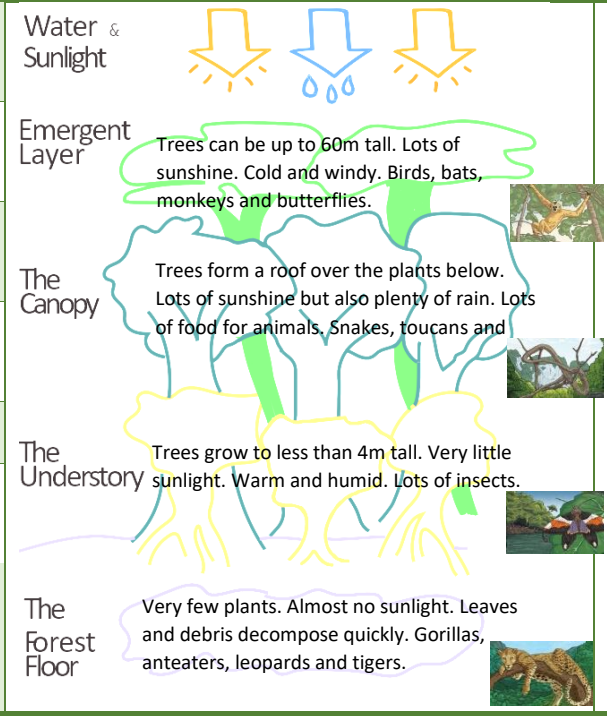 Water &
Sunlight
Emergent
Layer
Trees can be up to 60m tall. Lots of
sunshine. Cold and windy. Birds, bats,
monkeys and butterflies.
The
Canopy
Trees form a roof over the plants below.
Lots of sunshine but also plenty of rain. Lots
of food for animals. Snakes, toucans and
The
Understory
Trees grow to less than 4m tall. Very little
sunlight. Warm and humid. Lots of insects.
The
Forest
Floor
Very few plants. Almost no sunlight. Leaves
and debris decompose quickly. Gorillas,
anteaters, leopards and tigers.